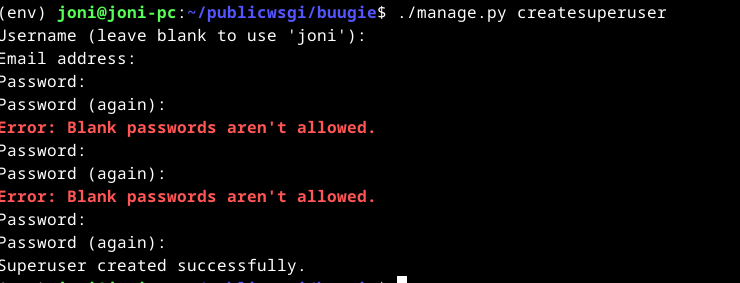 (env) joni@joni-pc:~/publicwsgi/buugie$ ./manage.py createsuperuser
Username (leave blank to use 'joni'):
Email address:
Password:
Password (again):
Error: Blank passwords aren't allowed.
Password:
Password (again):
Error: Blank passwords aren't allowed.
Password:
Password (again):
Superuser created successfully.